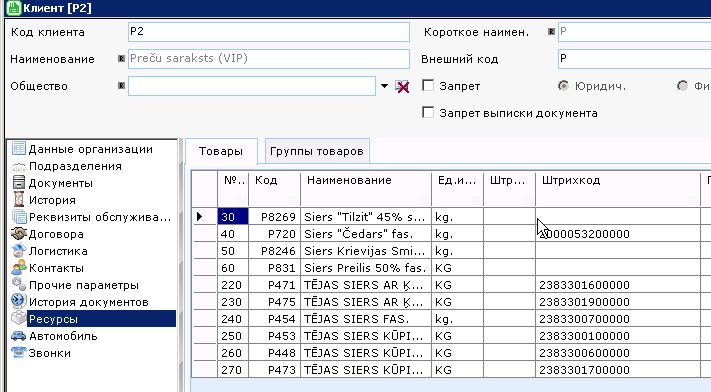 Клиент [P2]
Код клиента P2 Короткое наимен. P
Наименование Preču saraksts (VIP) Внешний код P
Общество Запрет Юридич. Фи
Запрет выписки документа
Данные организации
Подразделения
Документы
История
Реквизиты обслужива...
Договора
Логистика
Контакты
Прочие параметры
История документов
Ресурсы
Автомобиль
Звонки
Товары Группы товаров
№.. Код Наименование Ед.и... Штр... Штрихкод
30 P8269 Siers "Tilzit" 45% s... kg.
40 P720 Siers "Čedars" fas. kg. 000053200000
50 P8246 Siers Krievijas Smi... kg.
60 P831 Siers Preilis 50% fas. KG
220 P471 TĒJAS SIERS AR Ķ... KG 2383301600000
230 P475 TĒJAS SIERS AR Ķ... KG 2383301900000
240 P454 TĒJAS SIERS FAS. kg. 2383300700000
250 P453 TĒJAS SIERS KŪPI... KG 2383300100000
260 P448 TĒJAS SIERS KŪPI... KG 2383300600000
270 P473 TĒJAS SIERS KŪPI... KG 2383301700000